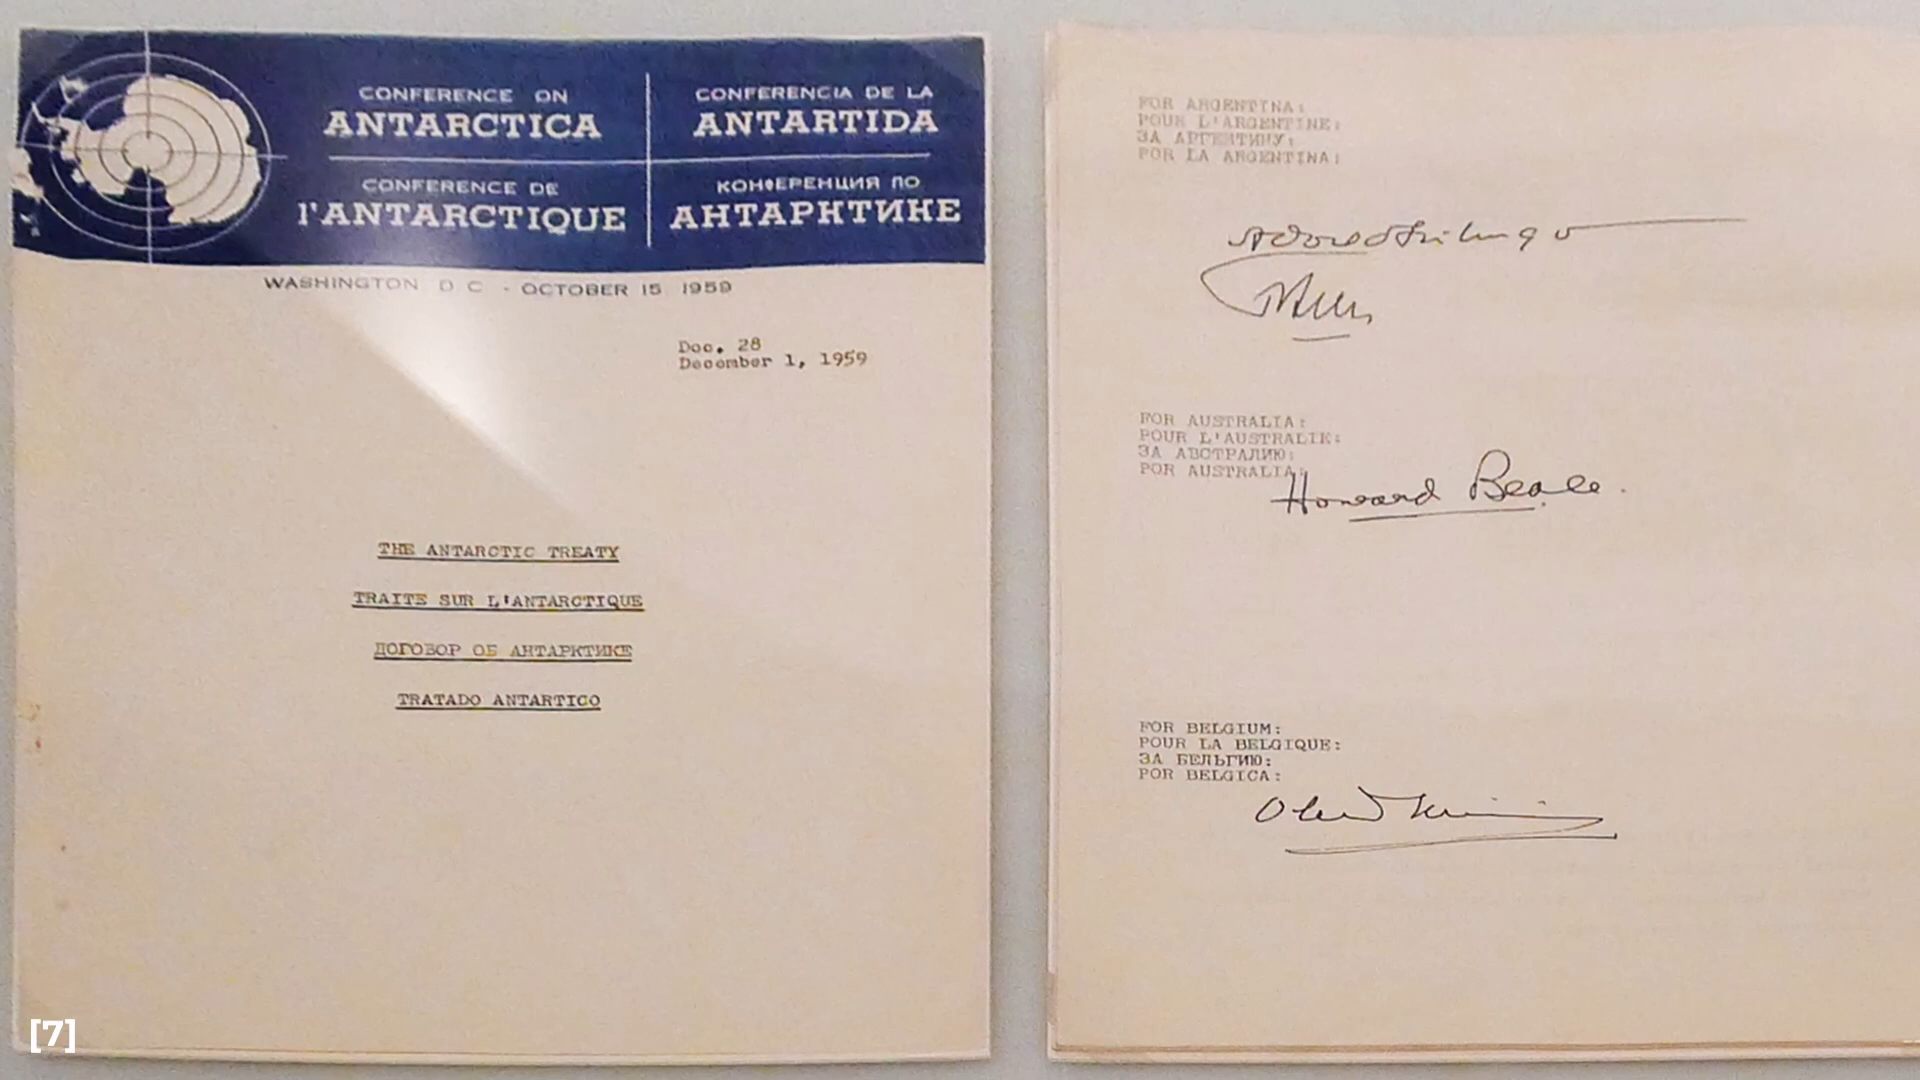 CONFERENCE ON
ANTARCTICA
CONFERENCIA DE LA
ANTARTIDA
CONFERENCE DE
l'ANTARCTIQUE
КОНФЕРЕНЦИЯ ПО
АНТАРКТИКЕ
WASHINGTON D C - OCTOBER 15 1959
Doc. 28
December 1, 1959
THE ANTARCTIC TREATY
TRAITE SUR L'ANTARCTIQUE
ДОГОВОР ОБ АНТАРКТИКЕ
TRATADO ANTARTICO
[7]
FOR ARGENTINA:
POUR L'ARGENTINE:
ЗА АРГЕНТИНУ:
POR LA ARGENTINA:
FOR AUSTRALIA:
POUR L'AUSTRALIE:
ЗА АВСТРАЛИЮ:
POR AUSTRALIA:
Howard Beale.
FOR BELGIUM:
POUR LA BELGIQUE:
ЗА БЕЛЬГИЮ:
POR BELGICA: